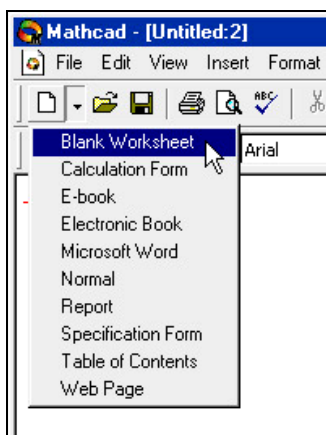 Mathcad - [Untitled:2]
File Edit View Insert Format
ABC
Blank Worksheet
Arial
Calculation Form
E-book
Electronic Book
Microsoft Word
Normal
Report
Specification Form
Table of Contents
Web Page